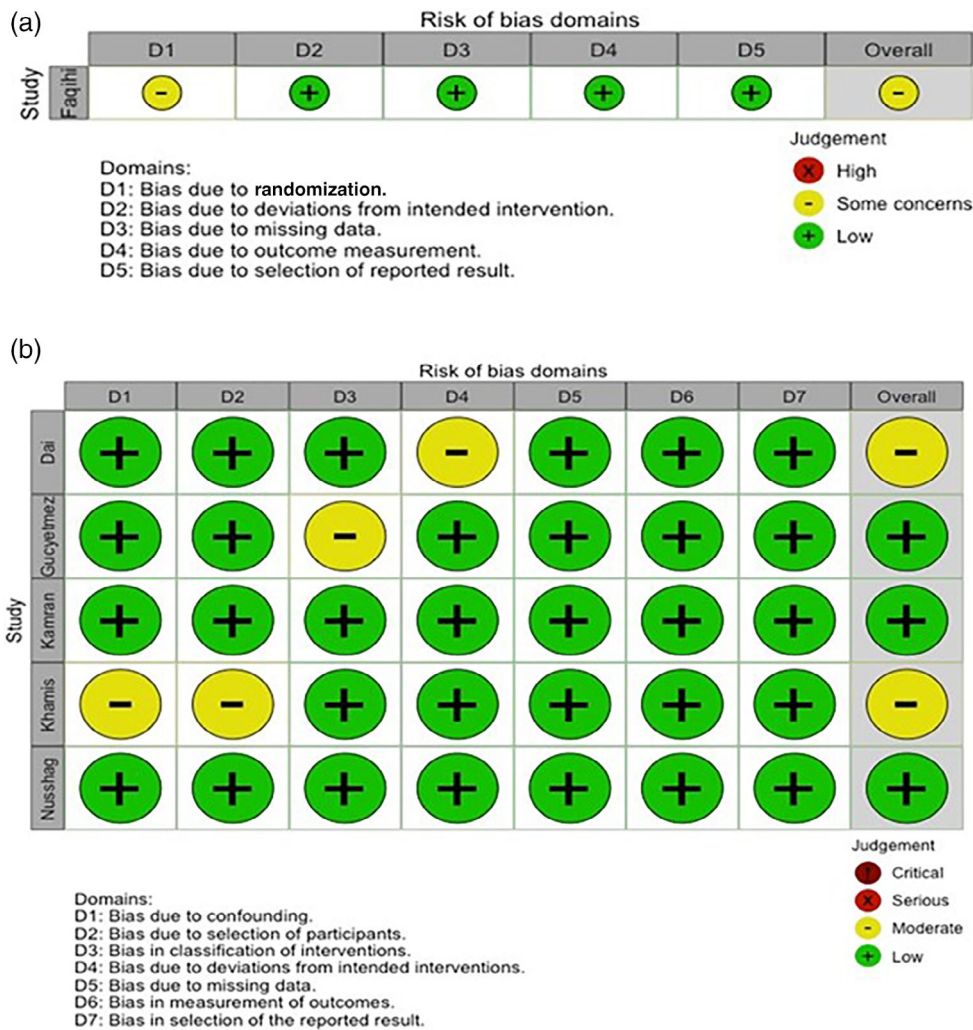 (a)
Risk of bias domains
D1 D2 D3 D4 D5 Overall
Study
Faqihi - + + + + -
Judgement
x High
- Some concerns
+ Low
Domains:
D1: Bias due to randomization.
D2: Bias due to deviations from intended intervention.
D3: Bias due to missing data.
D4: Bias due to outcome measurement.
D5: Bias due to selection of reported result.
(b)
Risk of bias domains
D1 D2 D3 D4 D5 D6 D7 Overall
Study
Dai + + + - + + + -
Gucyetmez + + - + + + + +
Kamran + + + + + + + +
Khamis - - + + + + + -
Nusshag + + + + + + + +
Judgement
! Critical
x Serious
- Moderate
+ Low
Domains:
D1: Bias due to confounding.
D2: Bias due to selection of participants.
D3: Bias in classification of interventions.
D4: Bias due to deviations from intended interventions.
D5: Bias due to missing data.
D6: Bias in measurement of outcomes.
D7: Bias in selection of the reported result.